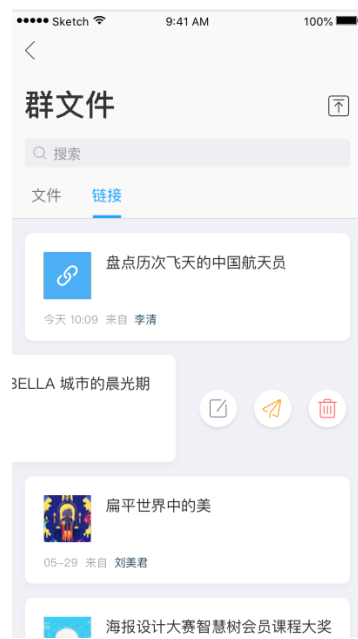 Sketch 9:41 AM 100%
群文件
搜索
文件 链接
盘点历次飞天的中国航天员
今天 10:09 来自 李清
BELLA 城市的晨光期
扁平世界中的美
05-29 来自 刘美君
海报设计大赛智慧树会员课程大奖